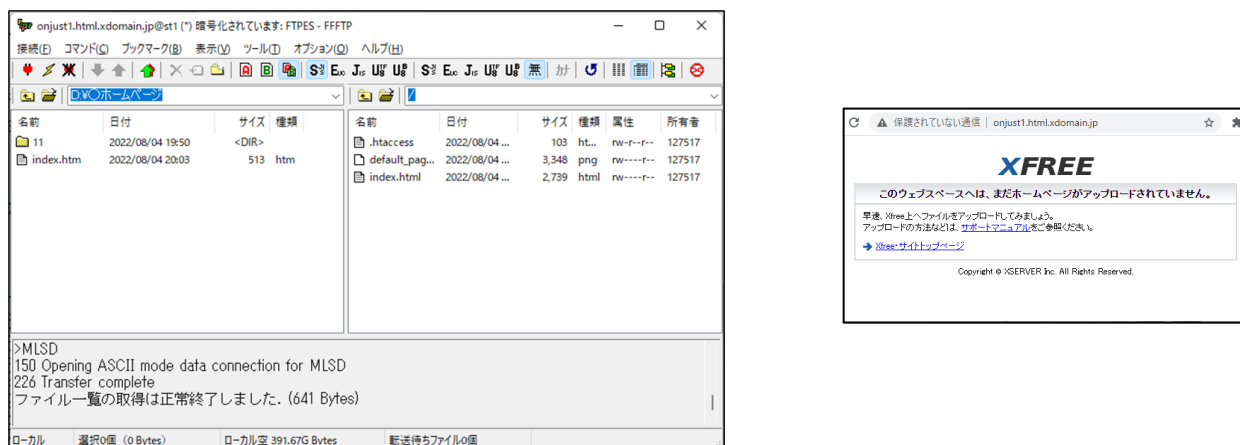 onjust1.html.xdomain.jp@st1 (*) 暗号化されています: FTPES - FFFTP
接続(F) コマンド(C) ブックマーク(B) 表示(V) ツール(T) オプション(O) ヘルプ(H)
A B S Euc Jis U8 U8 S Euc Jis U8 U8 無 カナ
D:¥〇ホームページ
/
名前 日付 サイズ 種類
11 2022/08/04 19:50 <DIR>
index.htm 2022/08/04 20:03 513 htm
名前 日付 サイズ 種類 属性 所有者
.htaccess 2022/08/04 ... 103 ht... rw-r--r-- 127517
default_pag... 2022/08/04 ... 3,348 png rw----r-- 127517
index.html 2022/08/04 ... 2,739 html rw----r-- 127517
>MLSD
150 Opening ASCII mode data connection for MLSD
226 Transfer complete
ファイル一覧の取得は正常終了しました. (641 Bytes)
ローカル 選択0個 (0 Bytes) ローカル空 391.67G Bytes 転送待ちファイル0個
保護されていない通信 | onjust1.html.xdomain.jp
XFREE
このウェブスペースへは、まだホームページがアップロードされていません。
早速、Xfree上へファイルをアップロードしてみましょう。
アップロードの方法などは、サポートマニュアルをご参照ください。
Xfree・サイトトップページ
Copyright © XSERVER Inc. All Rights Reserved.